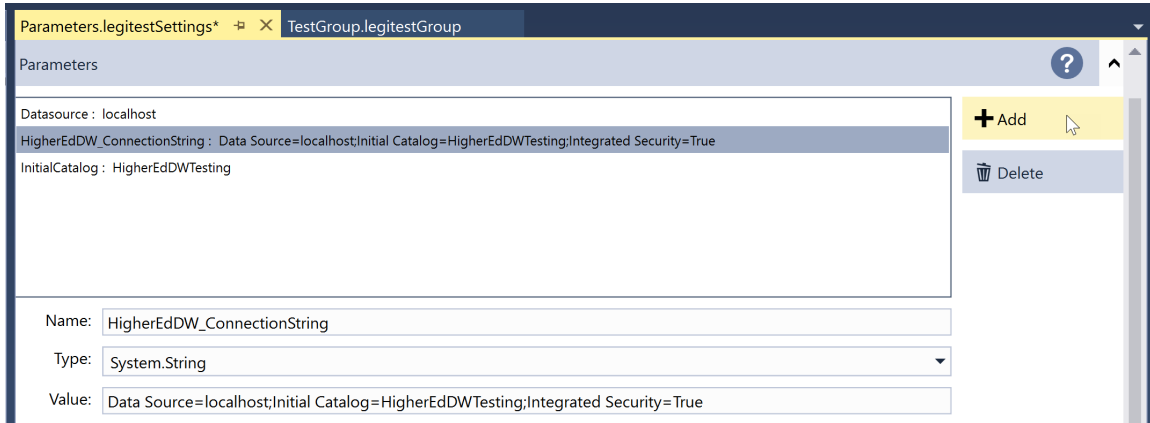 Parameters.legitestSettings* TestGroup.legitestGroup
Parameters ?
Datasource : localhost
HigherEdDW_ConnectionString : Data Source=localhost;Initial Catalog=HigherEdDWTesting;Integrated Security=True
InitialCatalog : HigherEdDWTesting
Add
Delete
Name: HigherEdDW_ConnectionString
Type: System.String
Value: Data Source=localhost;Initial Catalog=HigherEdDWTesting;Integrated Security=True